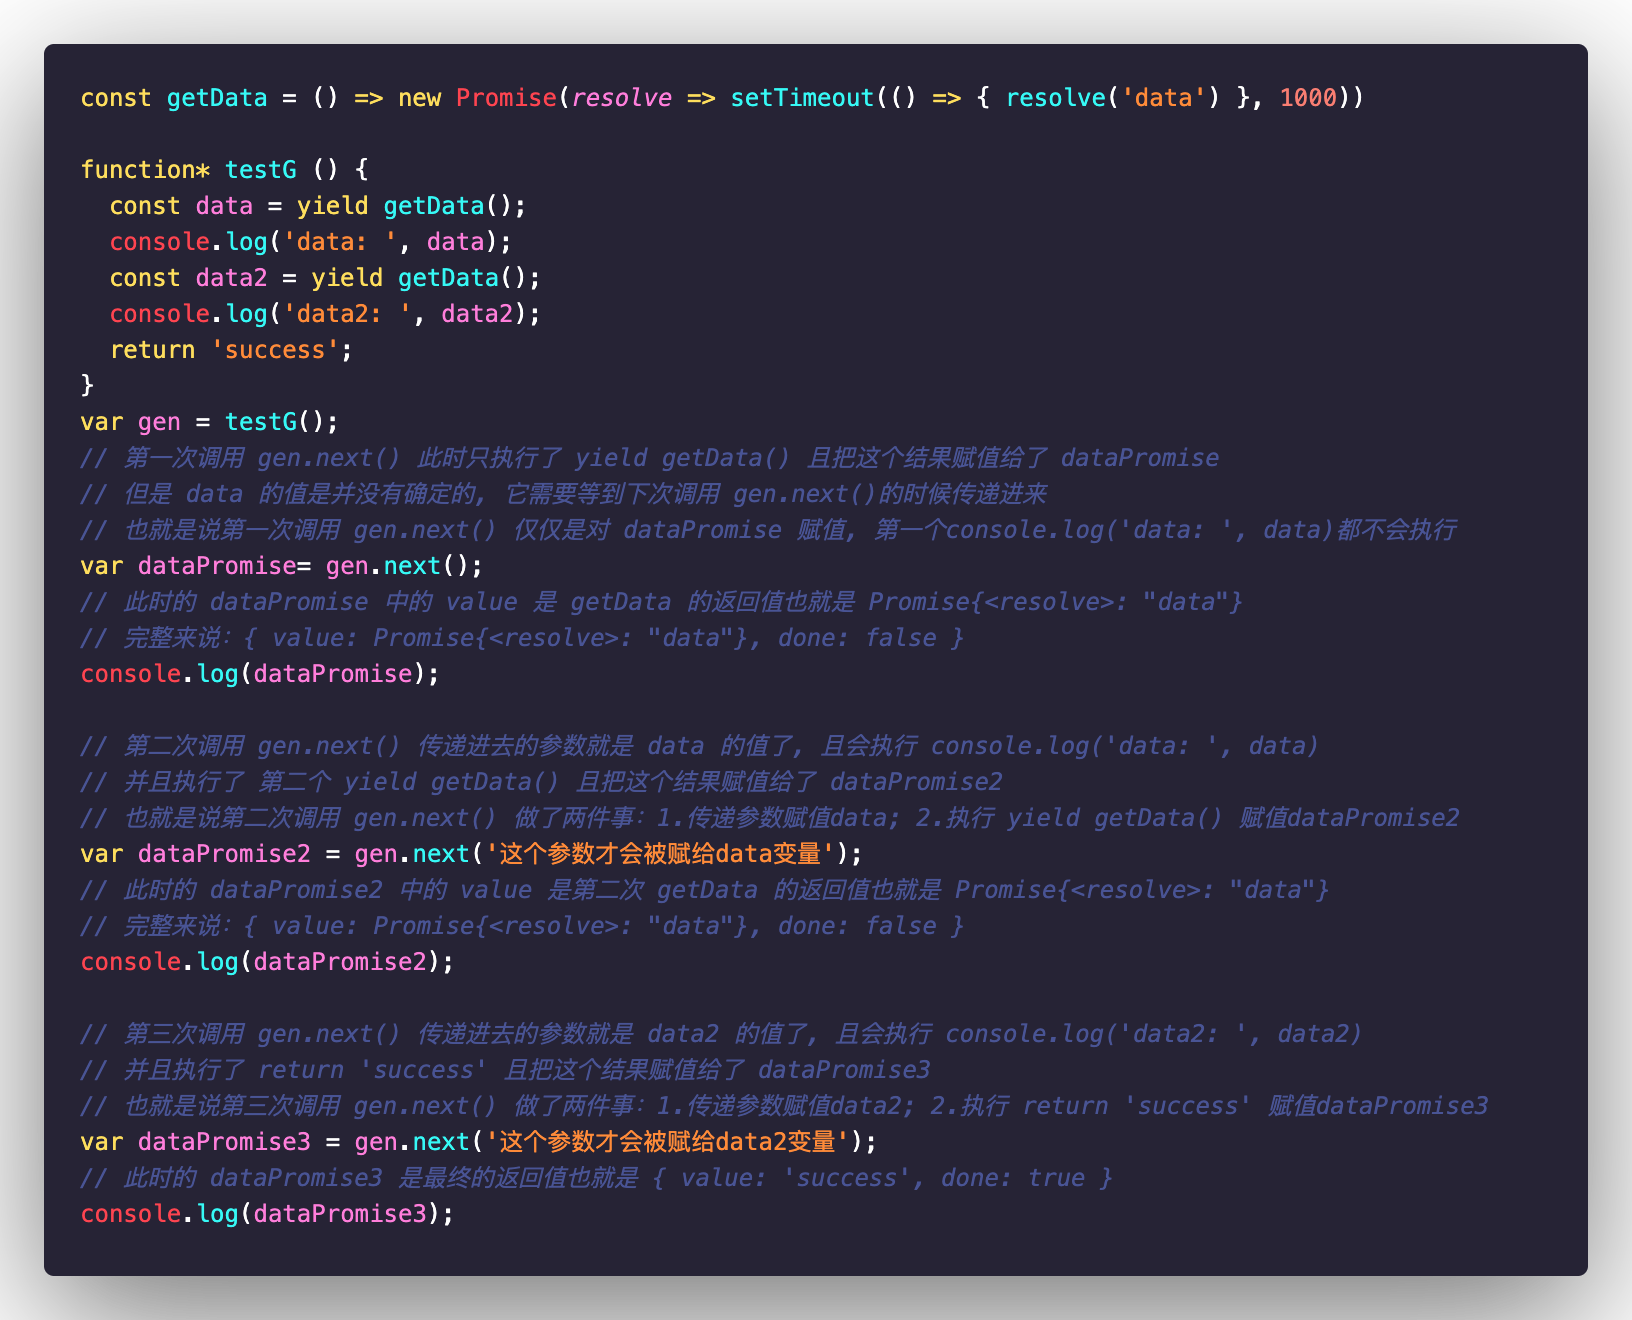 const getData = () => new Promise(resolve => setTimeout(() => { resolve('data') }, 1000))
function* testG () {
  const data = yield getData();
  console.log('data: ', data);
  const data2 = yield getData();
  console.log('data2: ', data2);
  return 'success';
}
var gen = testG();
// 第一次调用 gen.next() 此时只执行了 yield getData() 且把这个结果赋值给了 dataPromise
// 但是 data 的值是并没有确定的, 它需要等到下次调用 gen.next()的时候传递进来
// 也就是说第一次调用 gen.next() 仅仅是对 dataPromise 赋值, 第一个console.log('data: ', data)都不会执行
var dataPromise= gen.next();
// 此时的 dataPromise 中的 value 是 getData 的返回值也就是 Promise{<resolve>: "data"}
// 完整来说：{ value: Promise{<resolve>: "data"}, done: false }
console.log(dataPromise);
// 第二次调用 gen.next() 传递进去的参数就是 data 的值了, 且会执行 console.log('data: ', data)
// 并且执行了 第二个 yield getData() 且把这个结果赋值给了 dataPromise2
// 也就是说第二次调用 gen.next() 做了两件事：1.传递参数赋值data; 2.执行 yield getData() 赋值dataPromise2
var dataPromise2 = gen.next('这个参数才会被赋给data变量');
// 此时的 dataPromise2 中的 value 是第二次 getData 的返回值也就是 Promise{<resolve>: "data"}
// 完整来说：{ value: Promise{<resolve>: "data"}, done: false }
console.log(dataPromise2);
// 第三次调用 gen.next() 传递进去的参数就是 data2 的值了, 且会执行 console.log('data2: ', data2)
// 并且执行了 return 'success' 且把这个结果赋值给了 dataPromise3
// 也就是说第三次调用 gen.next() 做了两件事：1.传递参数赋值data2; 2.执行 return 'success' 赋值dataPromise3
var dataPromise3 = gen.next('这个参数才会被赋给data2变量');
// 此时的 dataPromise3 是最终的返回值也就是 { value: 'success', done: true }
console.log(dataPromise3);